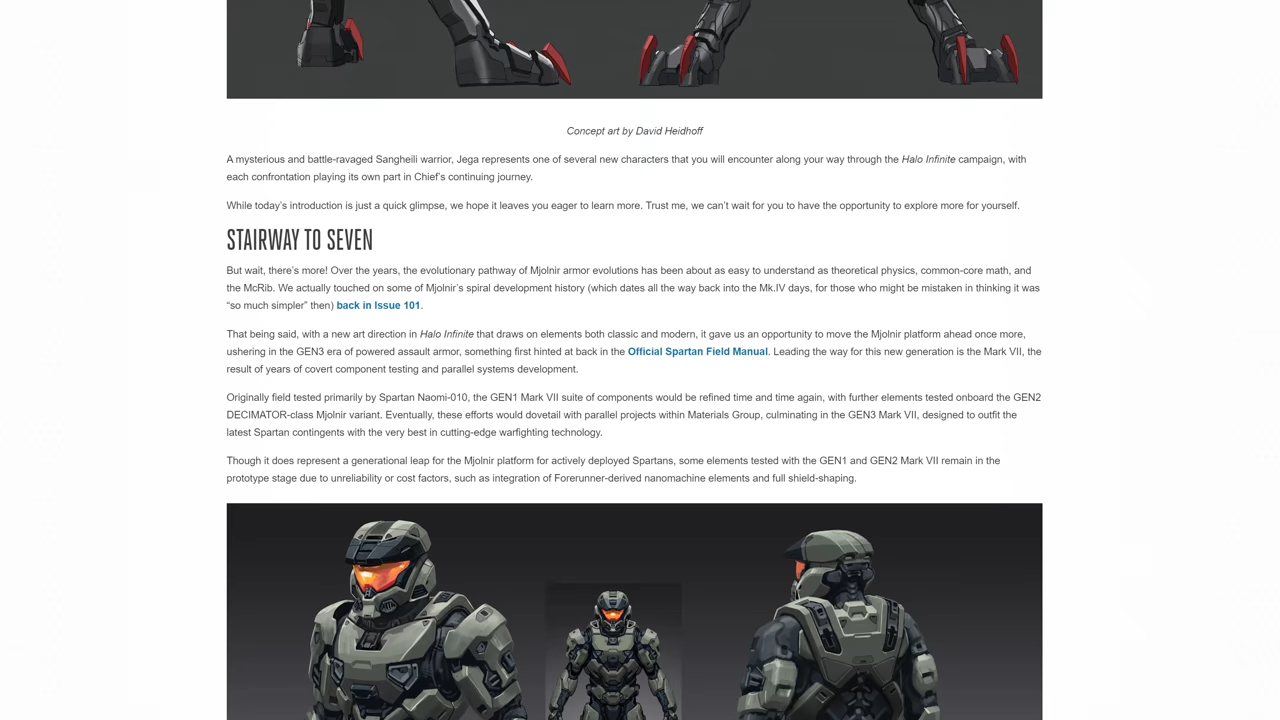 Concept art by David Heidhoff
A mysterious and battle-ravaged Sangheili warrior, Jega represents one of several new characters that you will encounter along your way through the Halo Infinite campaign, with
each confrontation playing its own part in Chief's continuing journey.
While today's introduction is just a quick glimpse, we hope it leaves you eager to learn more. Trust me, we can't wait for you to have the opportunity to explore more for yourself.
STAIRWAY TO SEVEN
But wait, there's more! Over the years, the evolutionary pathway of Mjolnir armor evolutions has been about as easy to understand as theoretical physics, common-core math, and
the McRib. We actually touched on some of Mjolnir's spiral development history (which dates all the way back into the Mk.IV days, for those who might be mistaken in thinking it was
“so much simpler” then) back in Issue 101.
That being said, with a new art direction in Halo Infinite that draws on elements both classic and modern, it gave us an opportunity to move the Mjolnir platform ahead once more,
ushering in the GEN3 era of powered assault armor, something first hinted at back in the Official Spartan Field Manual. Leading the way for this new generation is the Mark VII, the
result of years of covert component testing and parallel systems development.
Originally field tested primarily by Spartan Naomi-010, the GEN1 Mark VII suite of components would be refined time and time again, with further elements tested onboard the GEN2
DECIMATOR-class Mjolnir variant. Eventually, these efforts would dovetail with parallel projects within Materials Group, culminating in the GEN3 Mark VII, designed to outfit the
latest Spartan contingents with the very best in cutting-edge warfighting technology.
Though it does represent a generational leap for the Mjolnir platform for actively deployed Spartans, some elements tested with the GEN1 and GEN2 Mark VII remain in the
prototype stage due to unreliability or cost factors, such as integration of Forerunner-derived nanomachine elements and full shield-shaping.